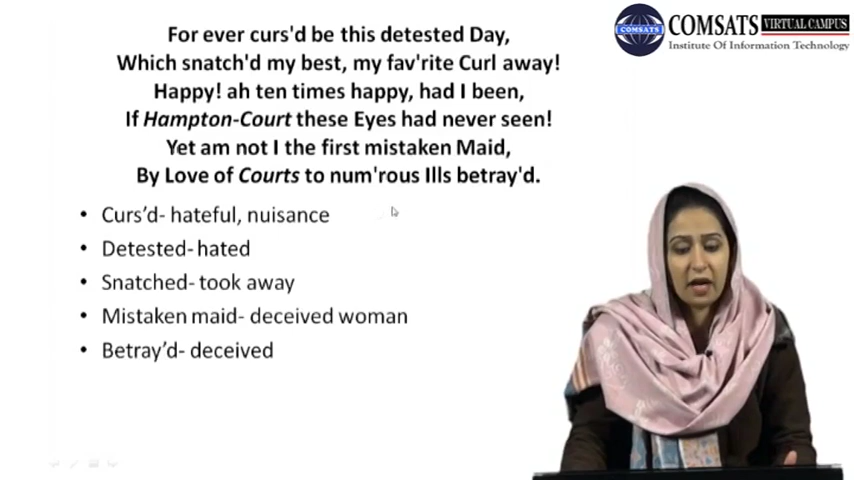 For ever curs'd be this detested Day,
Which snatch'd my best, my fav'rite Curl away!
Happy! ah ten times happy, had I been,
If Hampton-Court these Eyes had never seen!
Yet am not I the first mistaken Maid,
By Love of Courts to num'rous Ills betray'd.
• Curs’d- hateful, nuisance
• Detested- hated
• Snatched- took away
• Mistaken maid- deceived woman
• Betray’d- deceived
COMSATS
COMSATS VIRTUAL CAMPUS
Institute Of Information Technology